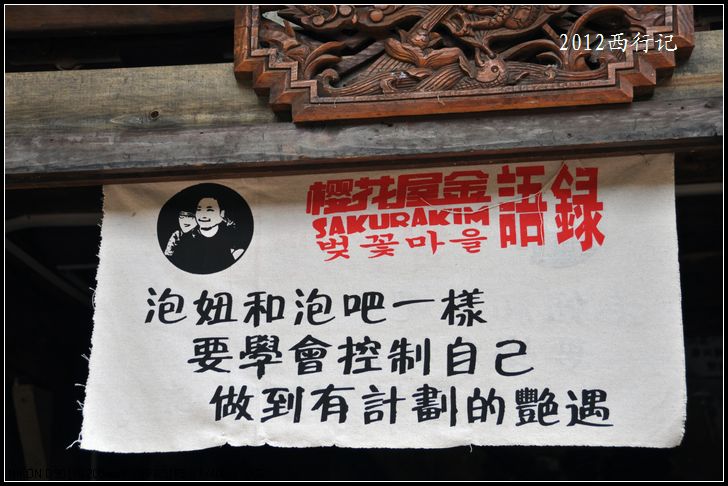 2012西行记
櫻花屋金
SAKURAKIM
벚꽃마을
語録
泡妞和泡吧一樣
要學會控制自己
做到有計劃的艷遇